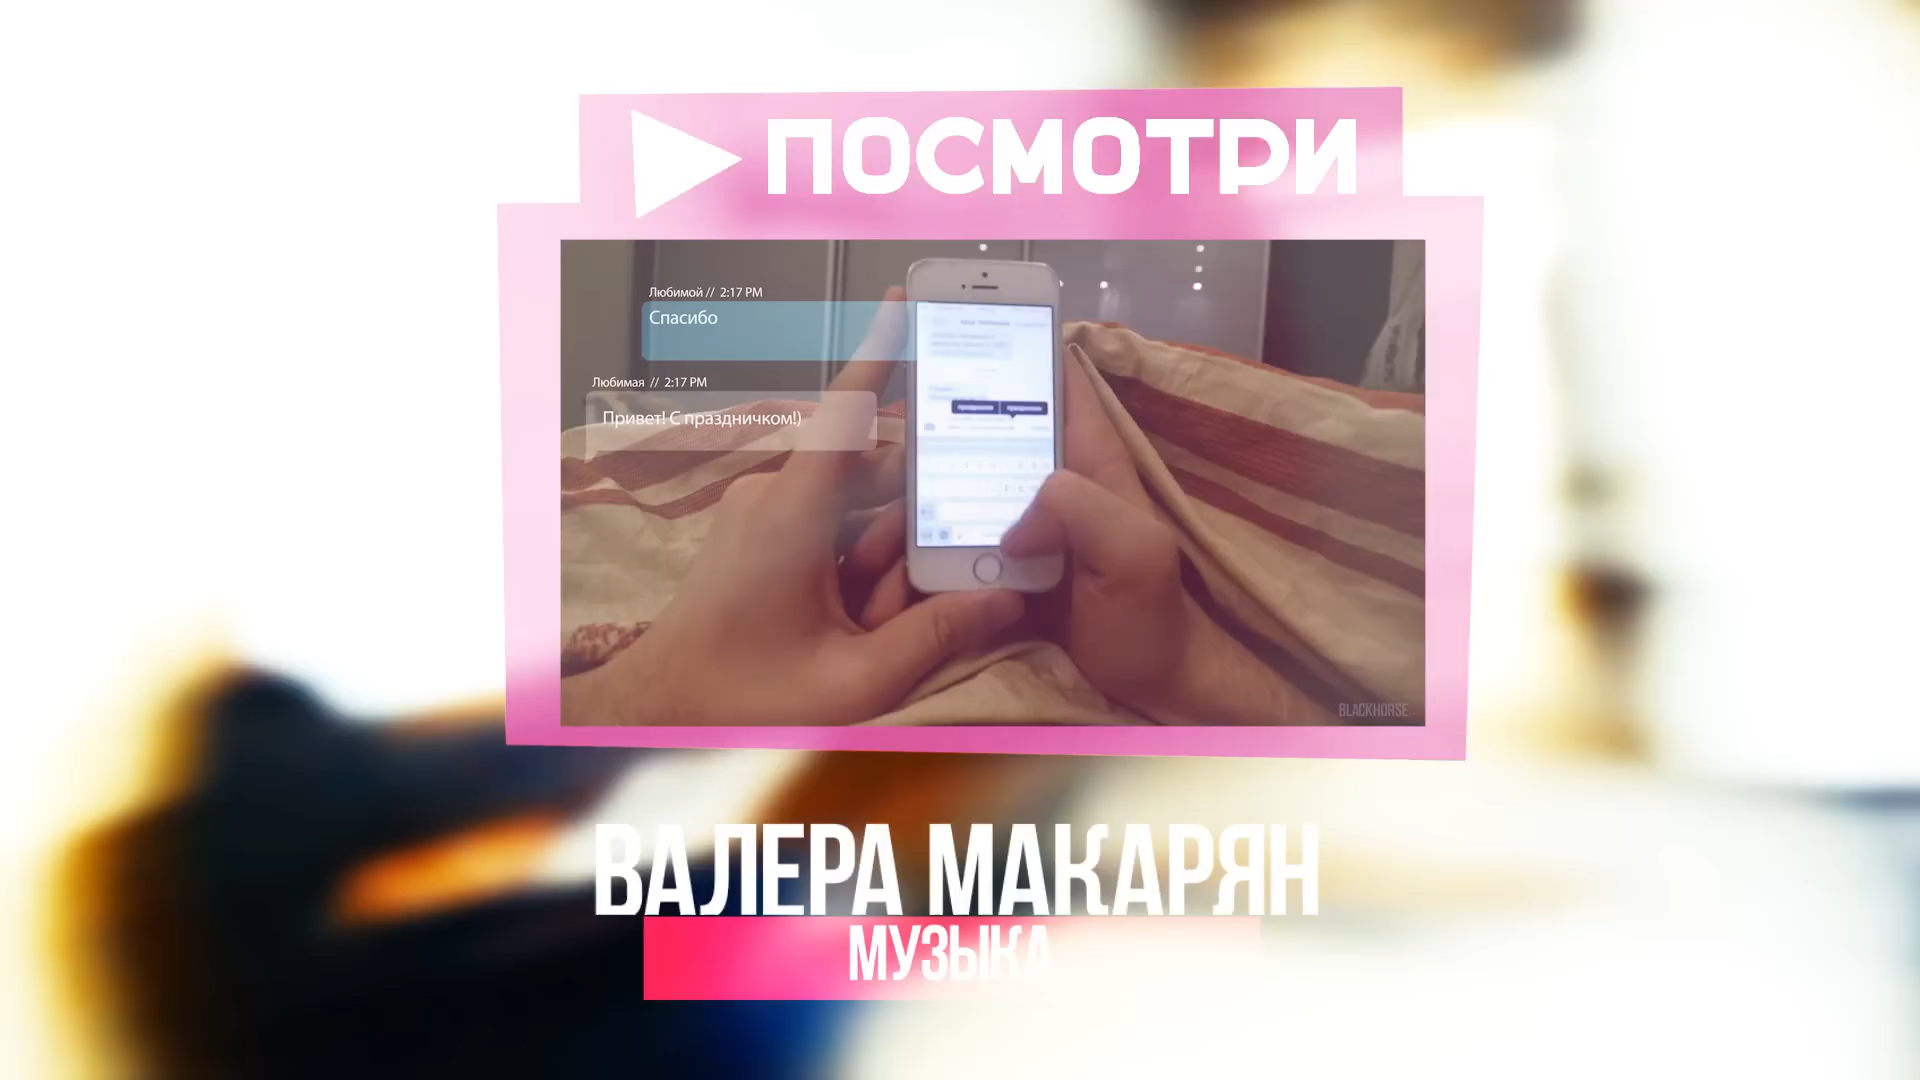 ПОСМОТРИ
Любимой // 2:17 PM
Спасибо
Любимая // 2:17 PM
Привет! С праздничком!)
BLACKHORSE
ВАЛЕРА МАКАРЯН
МУЗЫКА